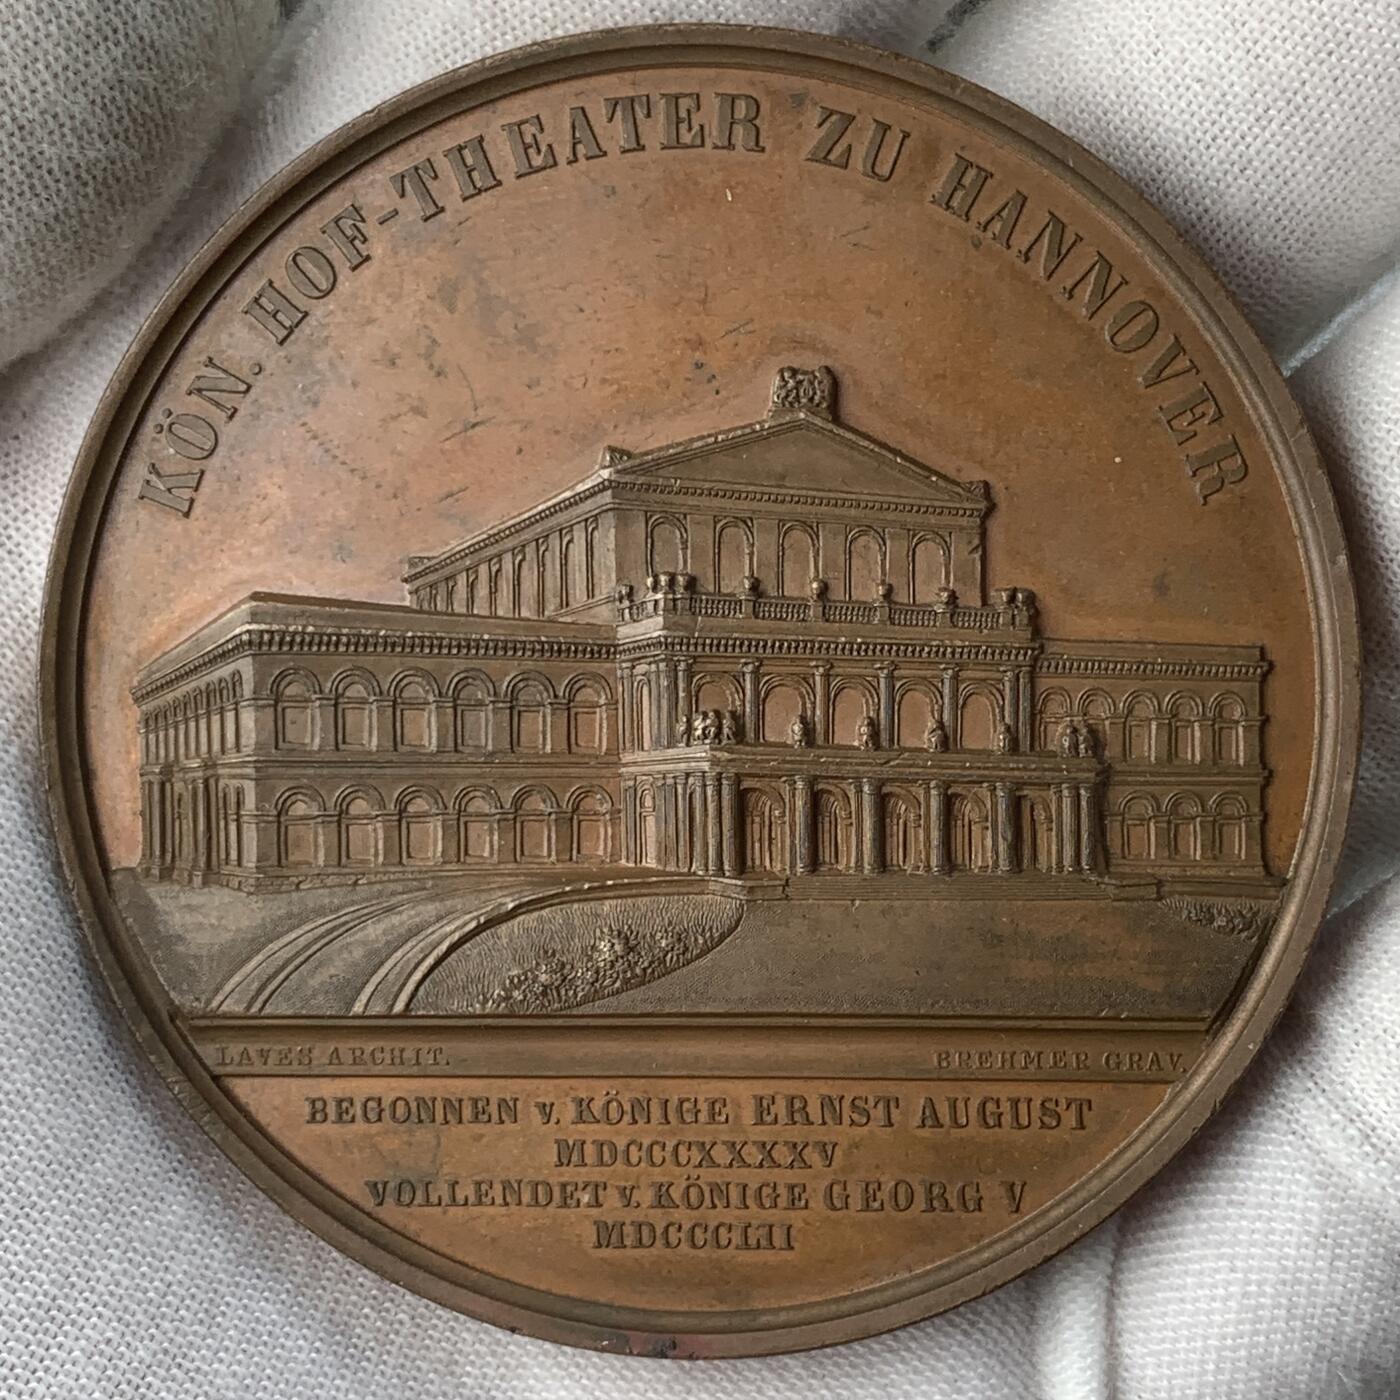 KÖN. HOF-THEATER ZU HANNOVER
LAVES ARCHIT.
BREHMER GRAV.
BEGONNEN v. KÖNIGE ERNST AUGUST
MDCCCXXXXV
VOLLENDET v. KÖNIGE GEORG V
MDCCCLII